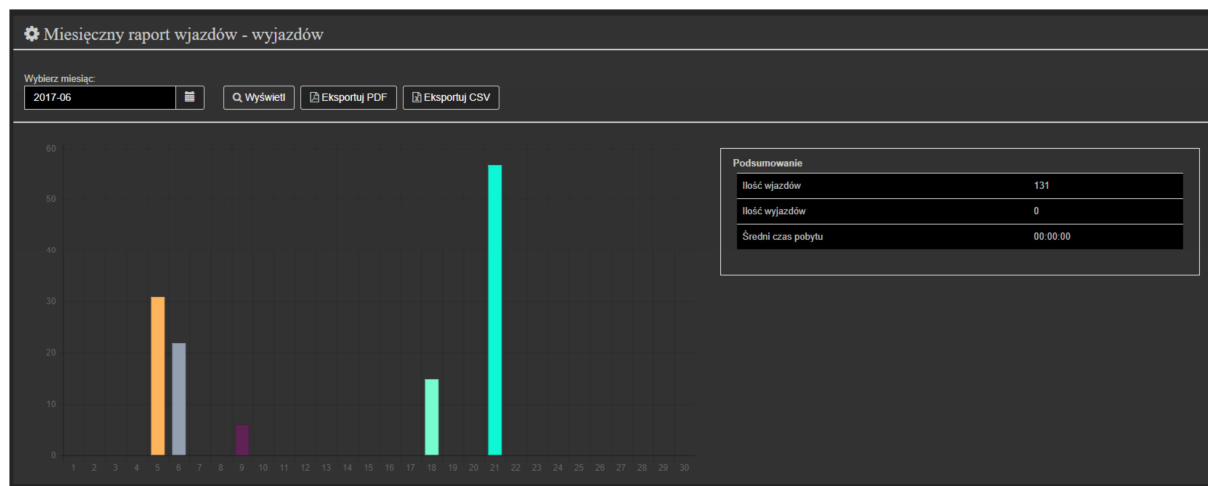 Miesięczny raport wjazdów - wyjazdów
Wybierz miesiąc:
2017-06 Wyświetl Eksportuj PDF Eksportuj CSV
60
50
40
30
20
10
0
1 2 3 4 5 6 7 8 9 10 11 12 13 14 15 16 17 18 19 20 21 22 23 24 25 26 27 28 29 30
Podsumowanie
Ilość wjazdów 131
Ilość wyjazdów 0
Średni czas pobytu 00:00:00